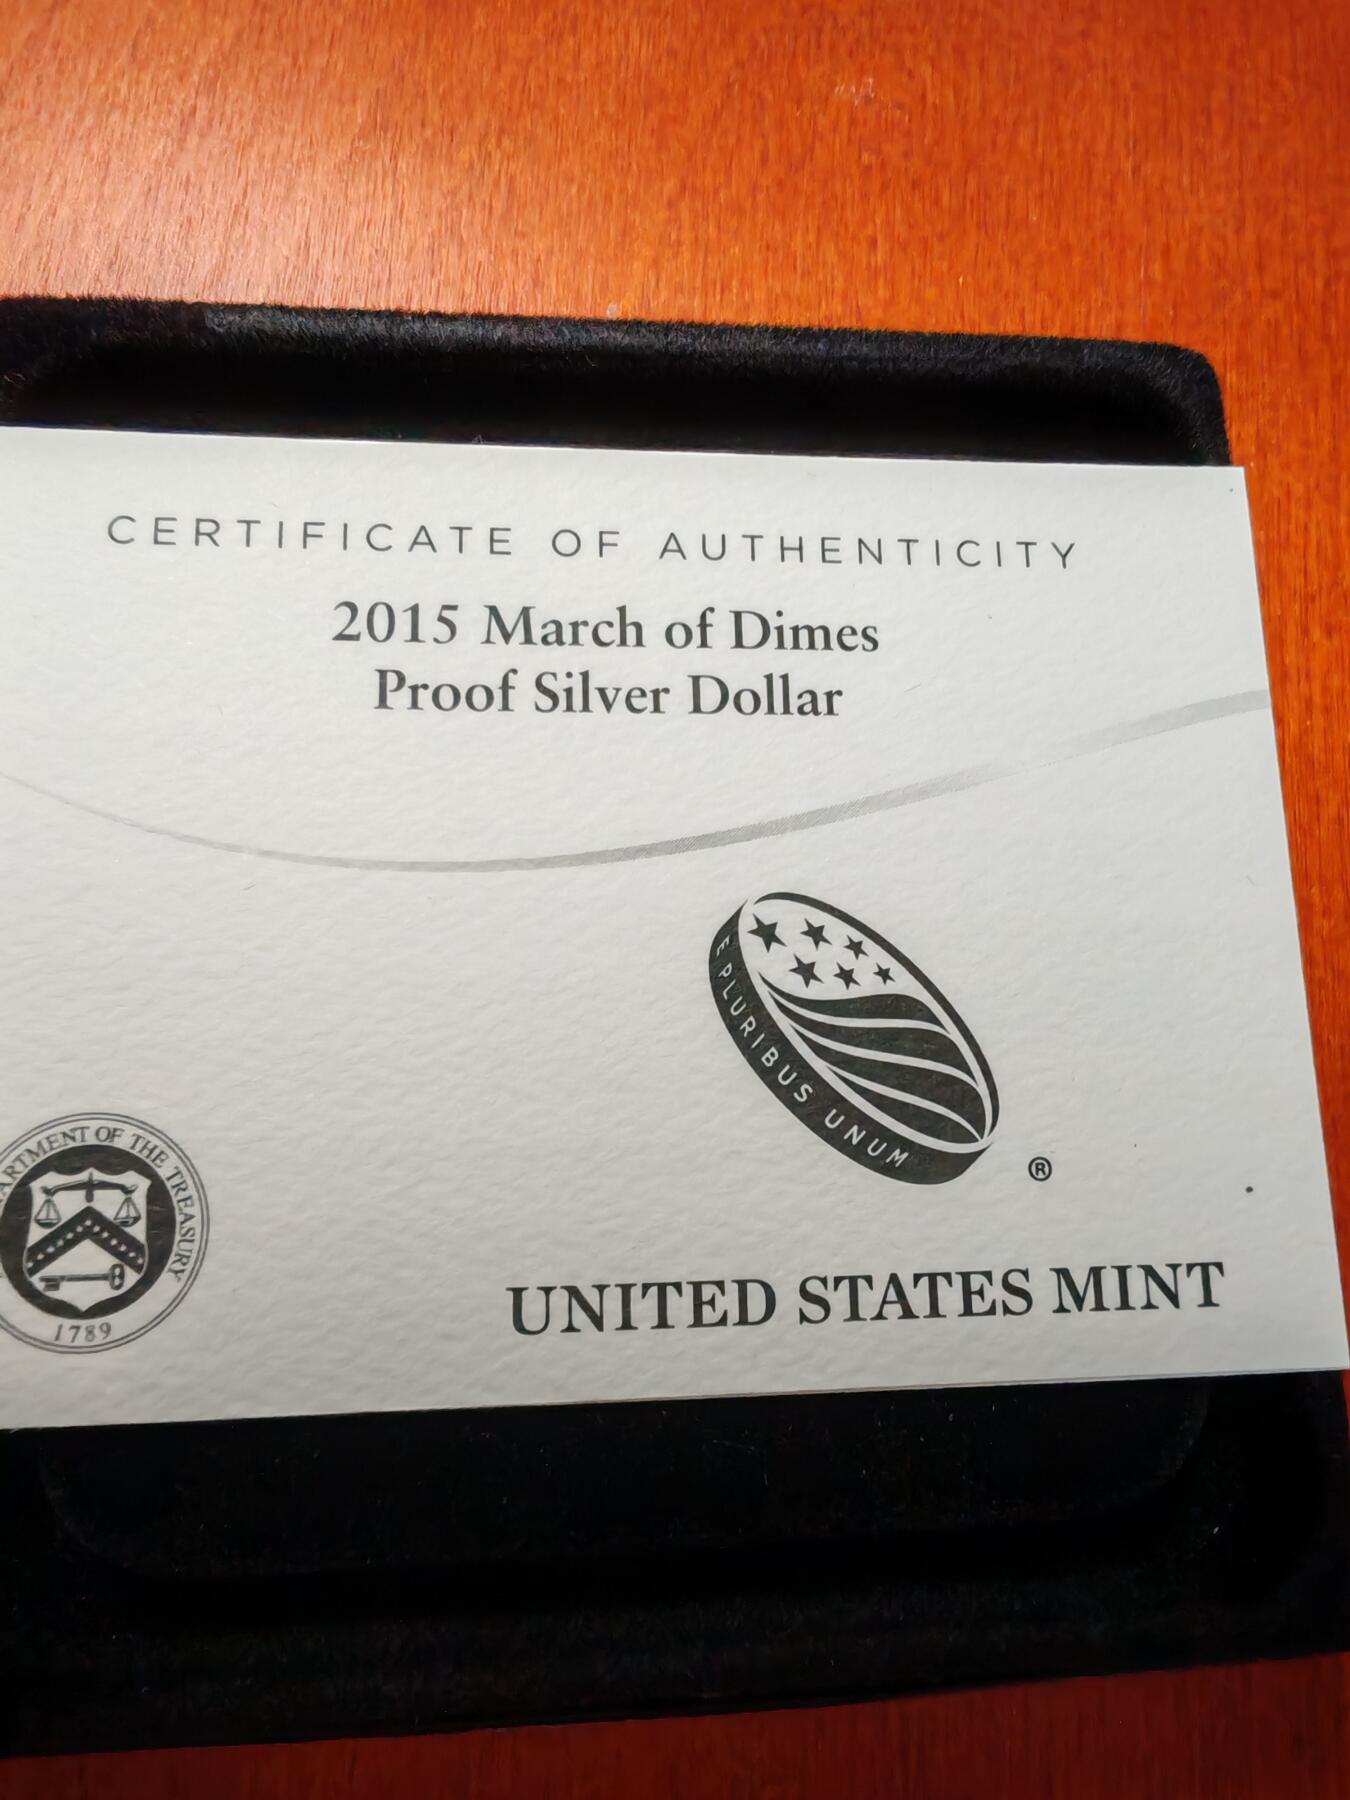 CERTIFICATE OF AUTHENTICITY
2015 March of Dimes
Proof Silver Dollar
E PLURIBUS UNUM
®
OF THE TREASURY
1789
UNITED STATES MINT